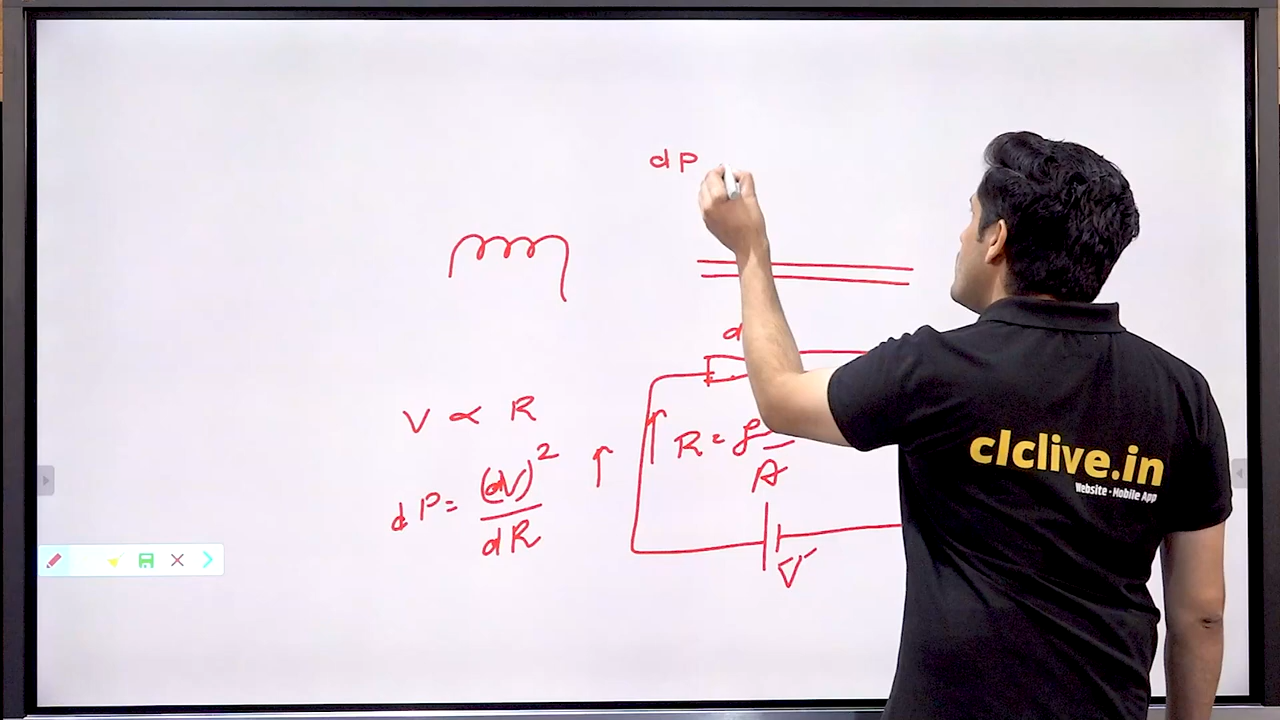 dP
V ∝ R
R = ρ
A
dP = (dV)²
dR
V
clclive.in
Website • Mobile App